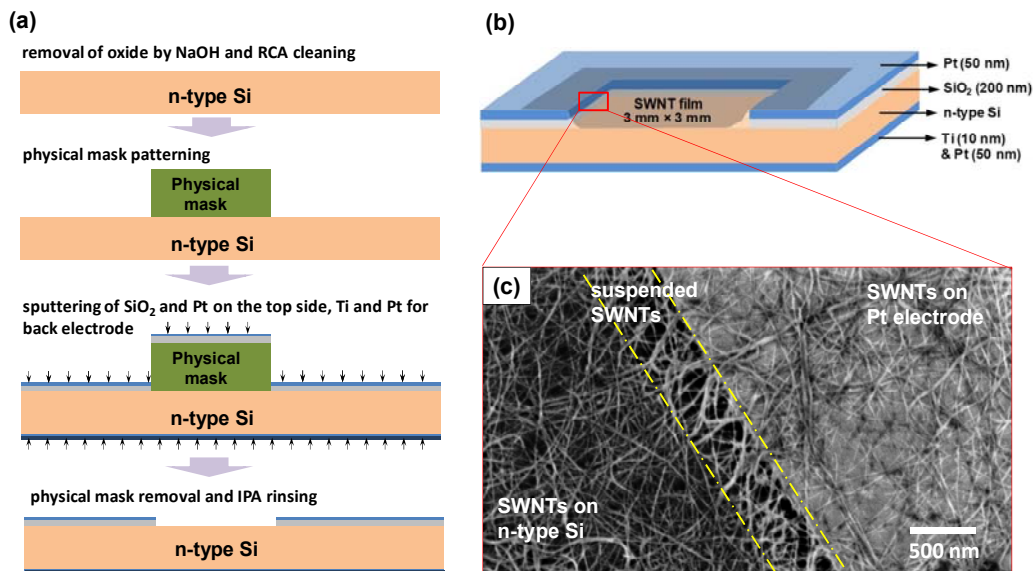 (a)
removal of oxide by NaOH and RCA cleaning
n-type Si
physical mask patterning
Physical
mask
n-type Si
sputtering of SiO₂ and Pt on the top side, Ti and Pt for
back electrode
Physical
mask
n-type Si
physical mask removal and IPA rinsing
n-type Si
(b)
Pt (50 nm)
SiO₂ (200 nm)
n-type Si
Ti (10 nm)
& Pt (50 nm)
SWNT film
3 mm × 3 mm
(c)
suspended
SWNTs
SWNTs on
Pt electrode
SWNTs on
n-type Si
500 nm